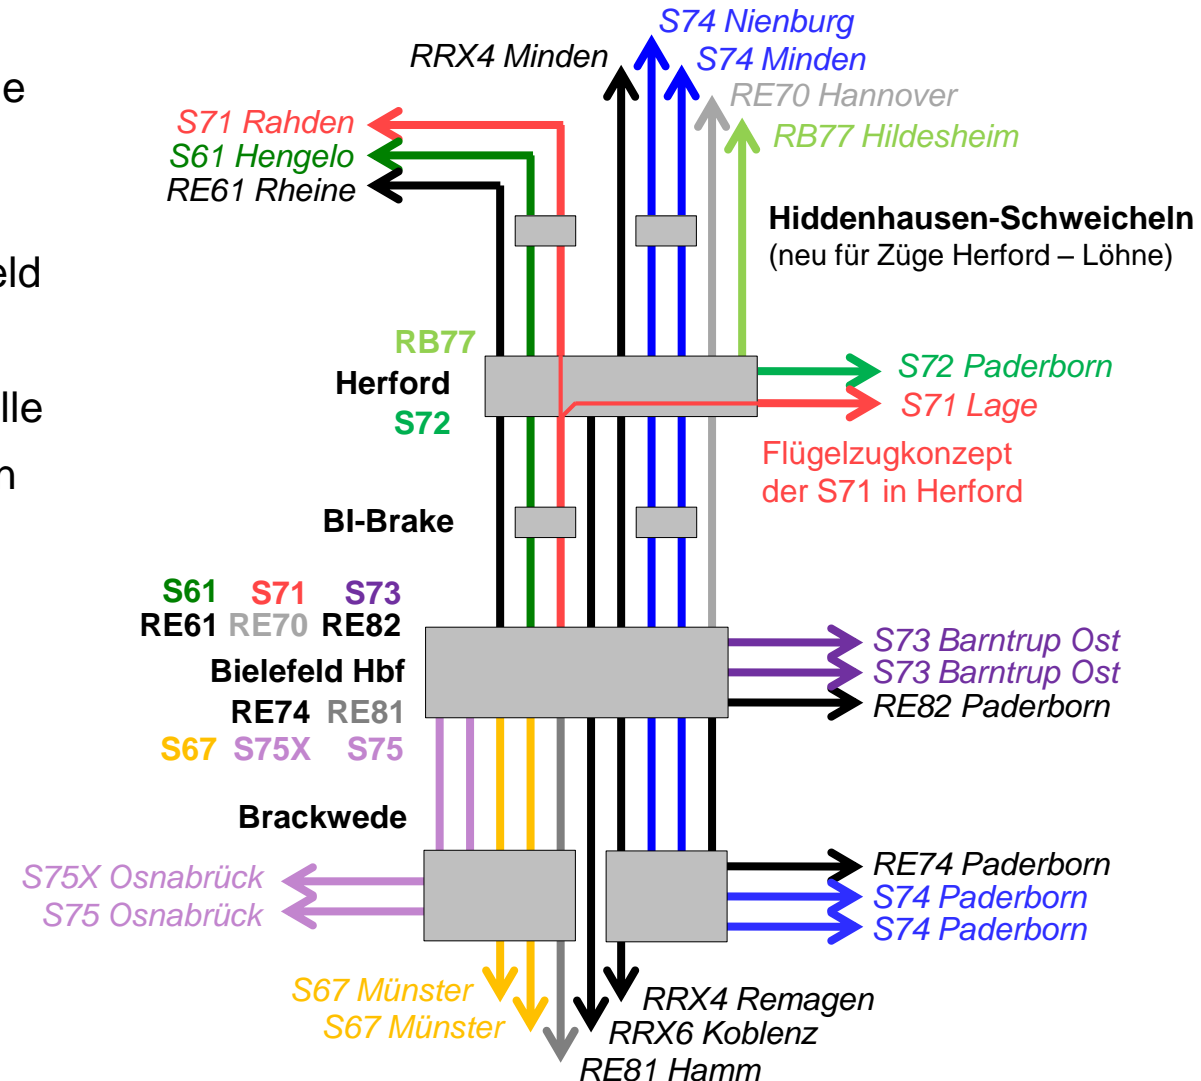 S74 Nienburg
RRX4 Minden
S74 Minden
e
RE70 Hannover
S71 Rahden
RB77 Hildesheim
S61 Hengelo
RE61 Rheine
Hiddenhausen-Schweicheln
(neu für Züge Herford – Löhne)
eld
RB77
Herford
S72 Paderborn
S71 Lage
lle
S72
Flügelzugkonzept
der S71 in Herford
n
BI-Brake
S61 S71 S73
RE61 RE70 RE82
S73 Barntrup Ost
S73 Barntrup Ost
Bielefeld Hbf
RE82 Paderborn
RE74 RE81
S67 S75X S75
Brackwede
RE74 Paderborn
S75X Osnabrück
S74 Paderborn
S75 Osnabrück
S74 Paderborn
S67 Münster
RRX4 Remagen
S67 Münster
RRX6 Koblenz
RE81 Hamm